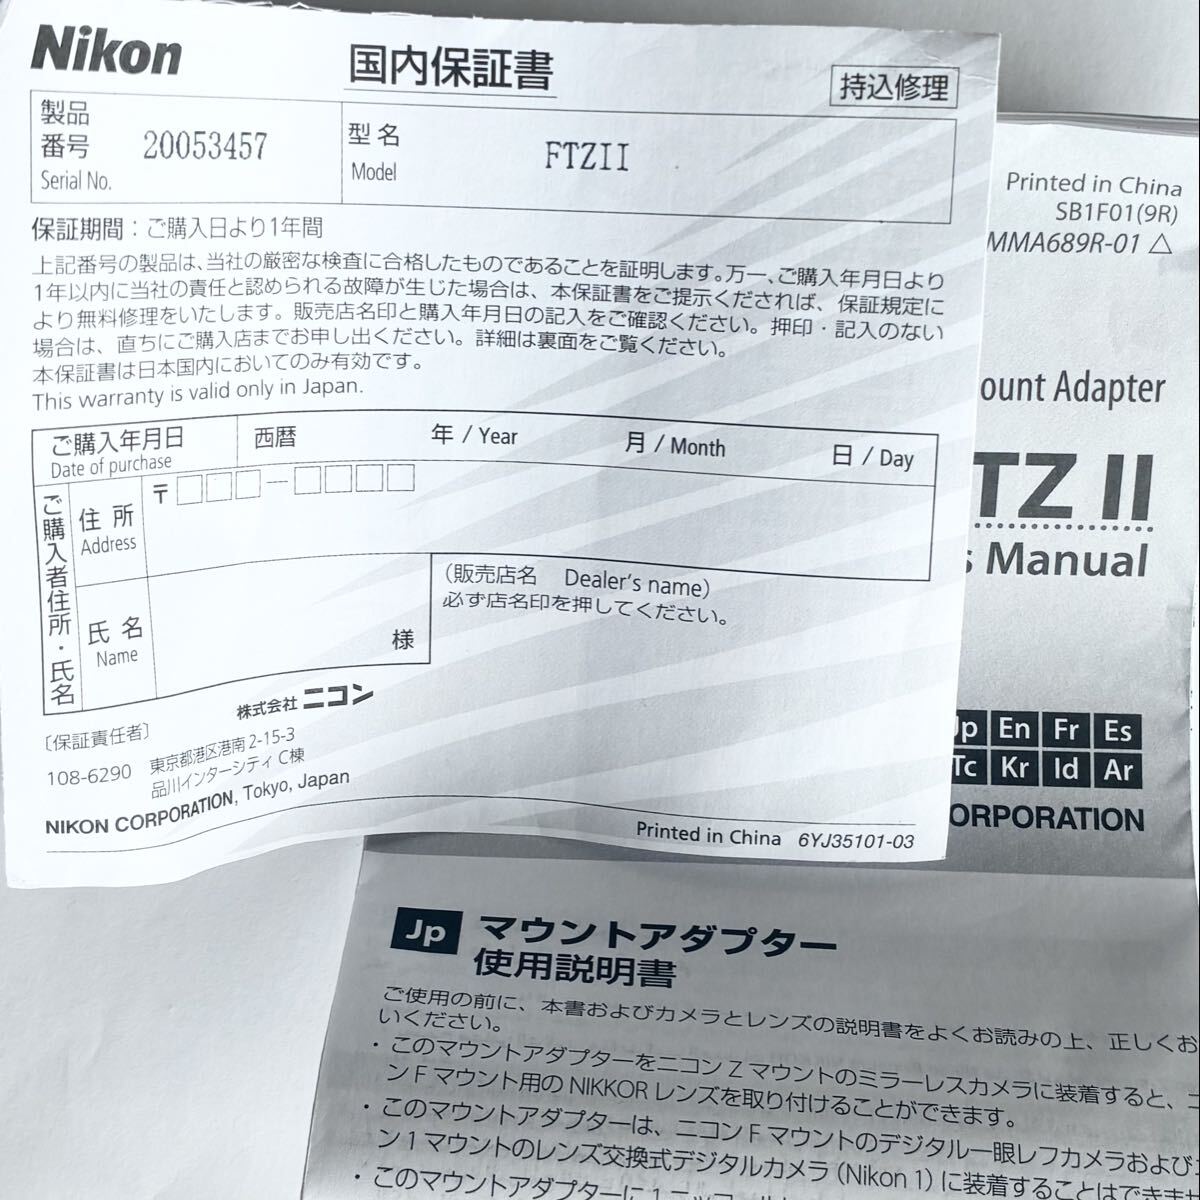 Nikon
国内保証書
持込修理
製品
番号
Serial No.
20053457
型名
Model
FTZII
保証期間：ご購入日より1年間
上記番号の製品は、当社の厳密な検査に合格したものであることを証明します。万一、ご購入年月日より
1年以内に当社の責任と認められる故障が生じた場合は、本保証書をご提示くだされば、保証規定に
より無料修理をいたします。販売店名印と購入年月日の記入をご確認ください。押印・記入のない
場合は、直ちにご購入店までお申し出ください。詳細は裏面をご覧ください。
本保証書は日本国内においてのみ有効です。
This warranty is valid only in Japan.
ご購入年月日
Date of purchase
西暦
年 / Year
月 / Month
日 / Day
ご購入者住所・氏名
住所
Address
〒
氏名
Name
様
（販売店名 Dealer's name）
必ず店名印を押してください。
株式会社 ニコン
〔保証責任者〕
108-6290 東京都港区港南 2-15-3
品川インターシティ C棟
NIKON CORPORATION, Tokyo, Japan
Printed in China 6YJ35101-03
Printed in China
SB1F01(9R)
MMA689R-01 △
ount Adapter
TZ II
s Manual
Jp En Fr Es
Tc Kr Id Ar
ORPORATION
Jp マウントアダプター
使用説明書
ご使用の前に、本書およびカメラとレンズの説明書をよくお読みの上、正しくお
いください。
・このマウントアダプターをニコン Z マウントのミラーレスカメラに装着すると、ニ
ン F マウント用の NIKKOR レンズを取り付けることができます。
・このマウントアダプターは、ニコン F マウントのデジタル一眼レフカメラおよび
ン 1 マウントのレンズ交換式デジタルカメラ（Nikon 1）に装着することはできま
・このマウントアダプターに 1 ニッコール